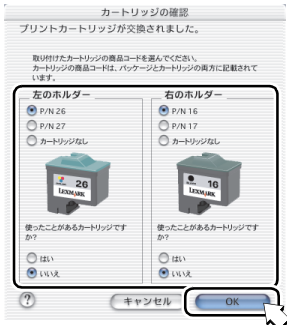 カートリッジの確認
プリントカートリッジが交換されました。
取り付けたカートリッジの商品コードを選んでください。
カートリッジの商品コードは、パッケージとカートリッジの両方に記載されて
います。
左のホルダー
P/N 26
P/N 27
カートリッジなし
26
LEXMARK
使ったことがあるカートリッジです
か?
はい
いいえ
右のホルダー
P/N 16
P/N 17
カートリッジなし
16
LEXMARK
使ったことがあるカートリッジです
か?
はい
いいえ
?
キャンセル
OK